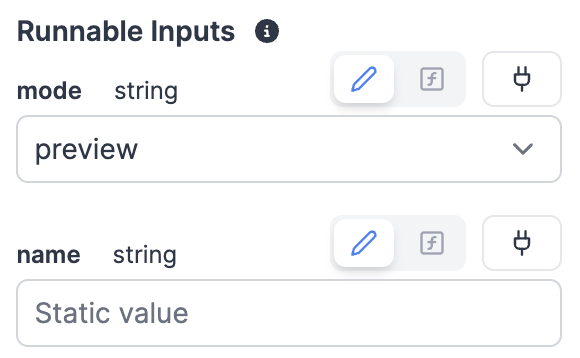 Runnable Inputs
mode string
preview
name string
Static value